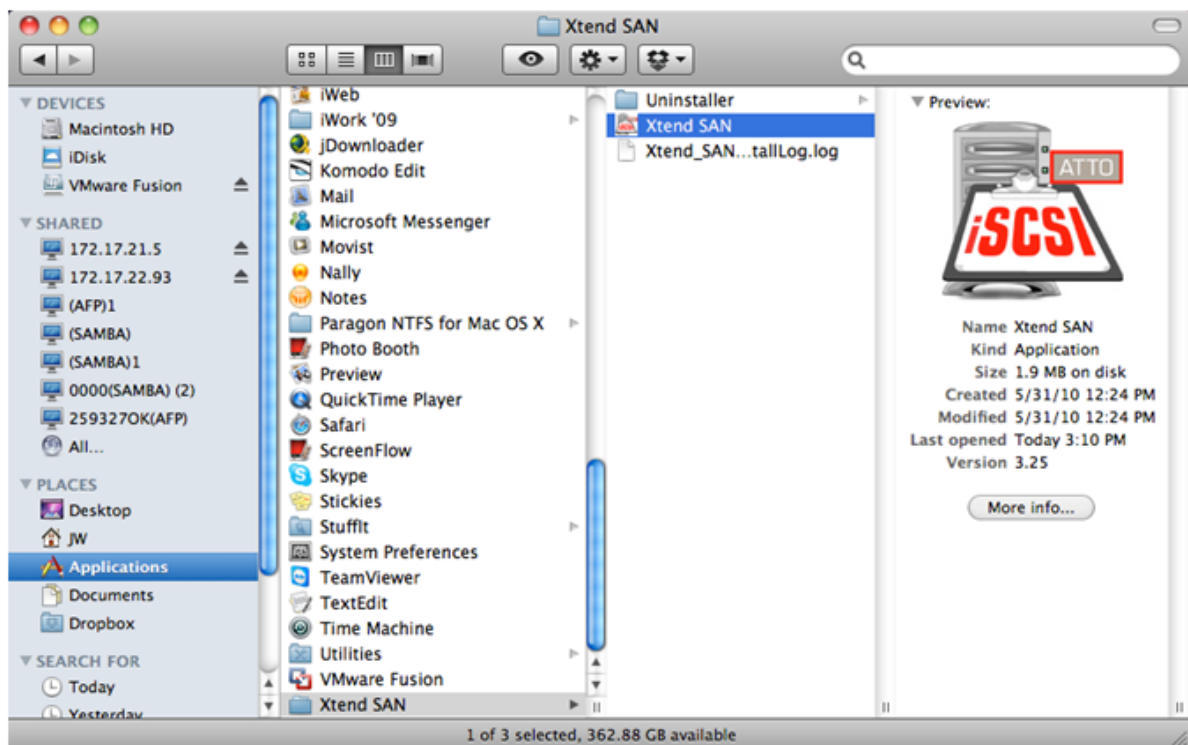 Xtend SAN
DEVICES
Macintosh HD
iDisk
VMware Fusion
SHARED
172.17.21.5
172.17.22.93
(AFP)1
(SAMBA)
(SAMBA)1
0000(SAMBA) (2)
259327OK(AFP)
All...
PLACES
Desktop
JW
Applications
Documents
Dropbox
SEARCH FOR
Today
Yesterday
iWeb
iWork '09
jDownloader
Komodo Edit
Mail
Microsoft Messenger
Movist
Nally
Notes
Paragon NTFS for Mac OS X
Photo Booth
Preview
QuickTime Player
Safari
ScreenFlow
Skype
Stickies
StuffIt
System Preferences
TeamViewer
TextEdit
Time Machine
Utilities
VMware Fusion
Xtend SAN
Uninstaller
Xtend SAN
Xtend_SAN...tallLog.log
Preview:
ATTO
iSCSI
Name Xtend SAN
Kind Application
Size 1.9 MB on disk
Created 5/31/10 12:24 PM
Modified 5/31/10 12:24 PM
Last opened Today 3:10 PM
Version 3.25
More info...
1 of 3 selected, 362.88 GB available